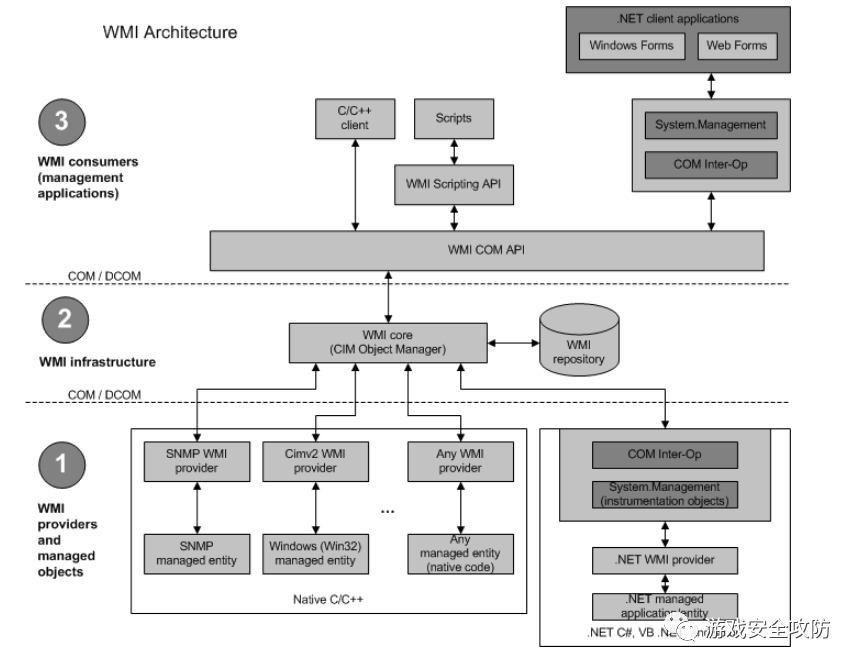 WMI Architecture
.NET client applications
Windows Forms
Web Forms
3
WMI consumers
(management
applications)
C/C++
client
Scripts
WMI Scripting API
System.Management
COM Inter-Op
WMI COM API
COM / DCOM
2
WMI infrastructure
WMI core
(CIM Object Manager)
WMI
repository
COM / DCOM
1
WMI
providers
and
managed
objects
SNMP WMI
provider
Cimv2 WMI
provider
Any WMI
provider
...
SNMP
managed entity
Windows (Win32)
managed entity
Any
managed entity
(native code)
Native C/C++
COM Inter-Op
System.Management
(instrumentation objects)
.NET WMI provider
.NET managed
application/entity
.NET C#, VB .NET
游戏安全攻防